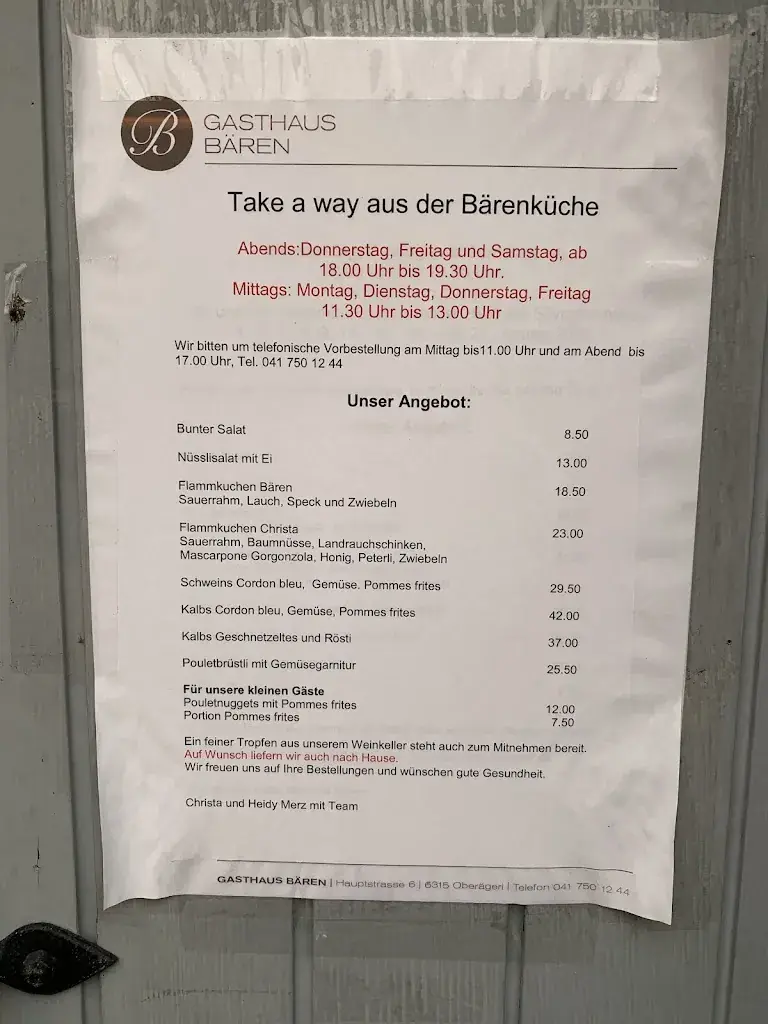 B
GASTHAUS
BÄREN
Take a way aus der Bärenküche
Abends:Donnerstag, Freitag und Samstag, ab
18.00 Uhr bis 19.30 Uhr.
Mittags: Montag, Dienstag, Donnerstag, Freitag
11.30 Uhr bis 13.00 Uhr
Wir bitten um telefonische Vorbestellung am Mittag bis11.00 Uhr und am Abend bis
17.00 Uhr, Tel. 041 750 12 44
Unser Angebot:
Bunter Salat 8.50
Nüsslisalat mit Ei 13.00
Flammkuchen Bären 18.50
Sauerrahm, Lauch, Speck und Zwiebeln
Flammkuchen Christa 23.00
Sauerrahm, Baumnüsse, Landrauchschinken,
Mascarpone Gorgonzola, Honig, Peterli, Zwiebeln
Schweins Cordon bleu, Gemüse. Pommes frites 29.50
Kalbs Cordon bleu, Gemüse, Pommes frites 42.00
Kalbs Geschnetzeltes und Rösti 37.00
Pouletbrüstli mit Gemüsegarnitur 25.50
Für unsere kleinen Gäste
Pouletnuggets mit Pommes frites 12.00
Portion Pommes frites 7.50
Ein feiner Tropfen aus unserem Weinkeller steht auch zum Mitnehmen bereit.
Auf Wunsch liefern wir auch nach Hause.
Wir freuen uns auf Ihre Bestellungen und wünschen gute Gesundheit.
Christa und Heidy Merz mit Team
GASTHAUS BÄREN | Hauptstrasse 6 | 6315 Oberägeri | Telefon 041 750 12 44